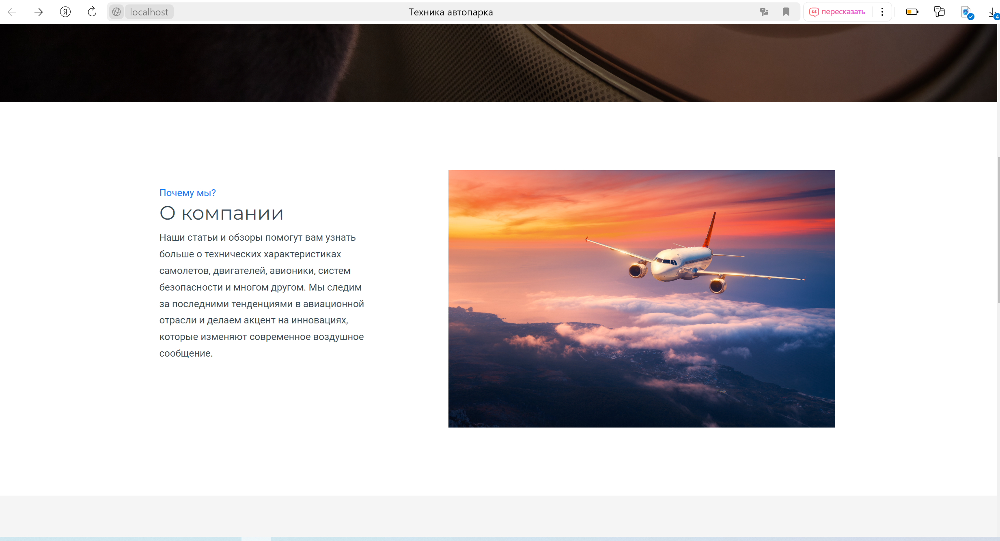 localhost
Техника автопарка
пересказать
4
Почему мы?
О компании
Наши статьи и обзоры помогут вам узнать
больше о технических характеристиках
самолетов, двигателей, авионики, систем
безопасности и многом другом. Мы следим
за последними тенденциями в авиационной
отрасли и делаем акцент на инновациях,
которые изменяют современное воздушное
сообщение.